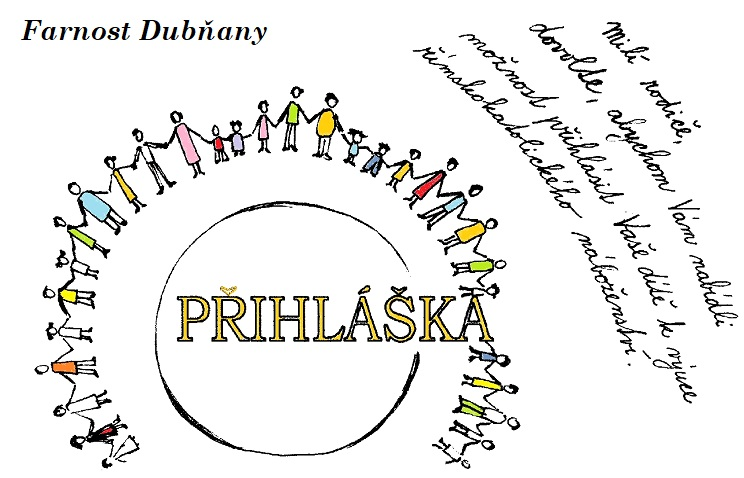 Farnost Dubňany
Milí rodiče,
dovolte, abychom Vám nabídli
možnost přihlásit Vaše dítě k výuce
římskokatolického náboženství.
PŘIHLÁŠKA